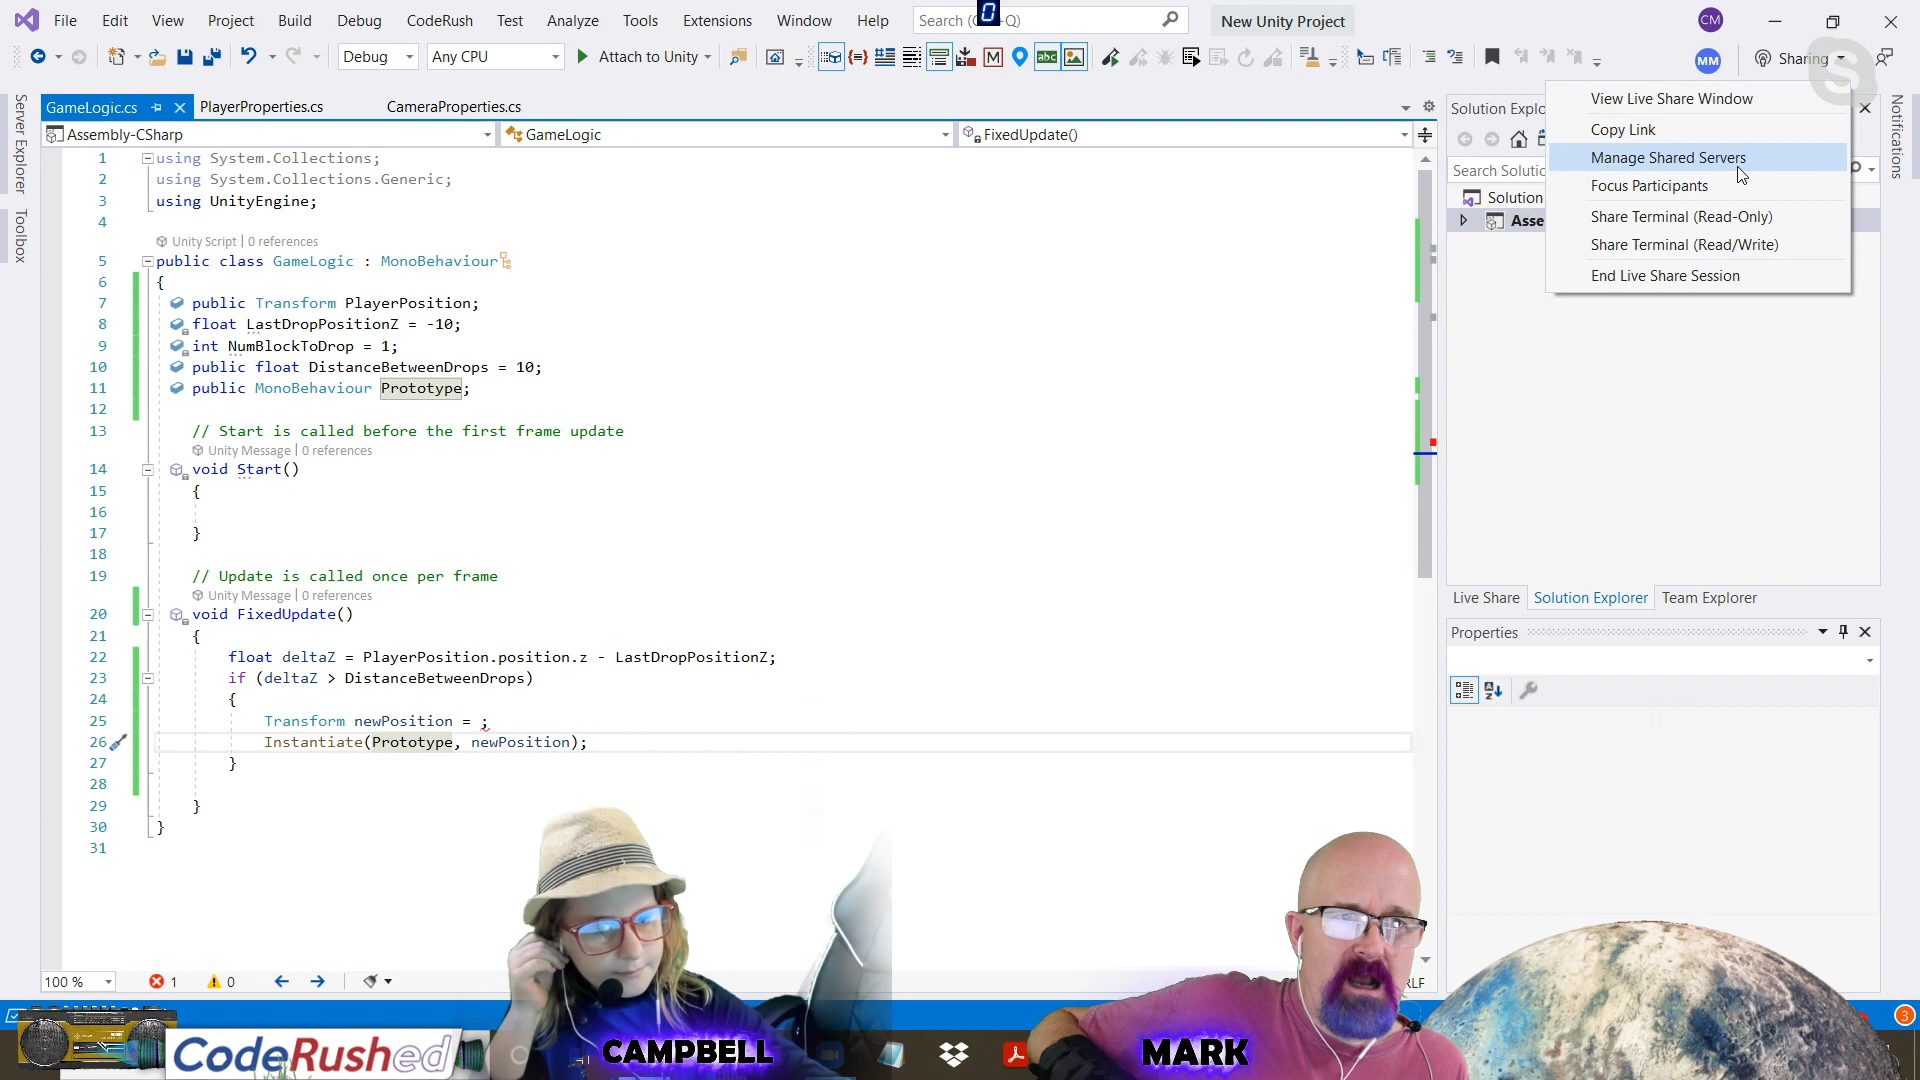 File Edit View Project Build Debug CodeRush Test Analyze Tools Extensions Window Help
0
New Unity Project
CM
Debug Any CPU Attach to Unity
MM Sharing
GameLogic.cs PlayerProperties.cs CameraProperties.cs
Assembly-CSharp GameLogic FixedUpdate()
Server Explorer
Toolbox
Notifications
1 using System.Collections;
2 using System.Collections.Generic;
3 using UnityEngine;
4
Unity Script | 0 references
5 public class GameLogic : MonoBehaviour
6 {
7 public Transform PlayerPosition;
8 float LastDropPositionZ = -10;
9 int NumBlockToDrop = 1;
10 public float DistanceBetweenDrops = 10;
11 public MonoBehaviour Prototype;
12
13 // Start is called before the first frame update
Unity Message | 0 references
14 void Start()
15 {
16
17 }
18
19 // Update is called once per frame
Unity Message | 0 references
20 void FixedUpdate()
21 {
22 float deltaZ = PlayerPosition.position.z - LastDropPositionZ;
23 if (deltaZ > DistanceBetweenDrops)
24 {
25 Transform newPosition = ;
26 Instantiate(Prototype, newPosition);
27 }
28
29 }
30 }
31
View Live Share Window
Copy Link
Manage Shared Servers
Focus Participants
Share Terminal (Read-Only)
Share Terminal (Read/Write)
End Live Share Session
Solution
Live Share Solution Explorer Team Explorer
Properties
100 % 1 0
3
CodeRushed
CAMPBELL
MARK